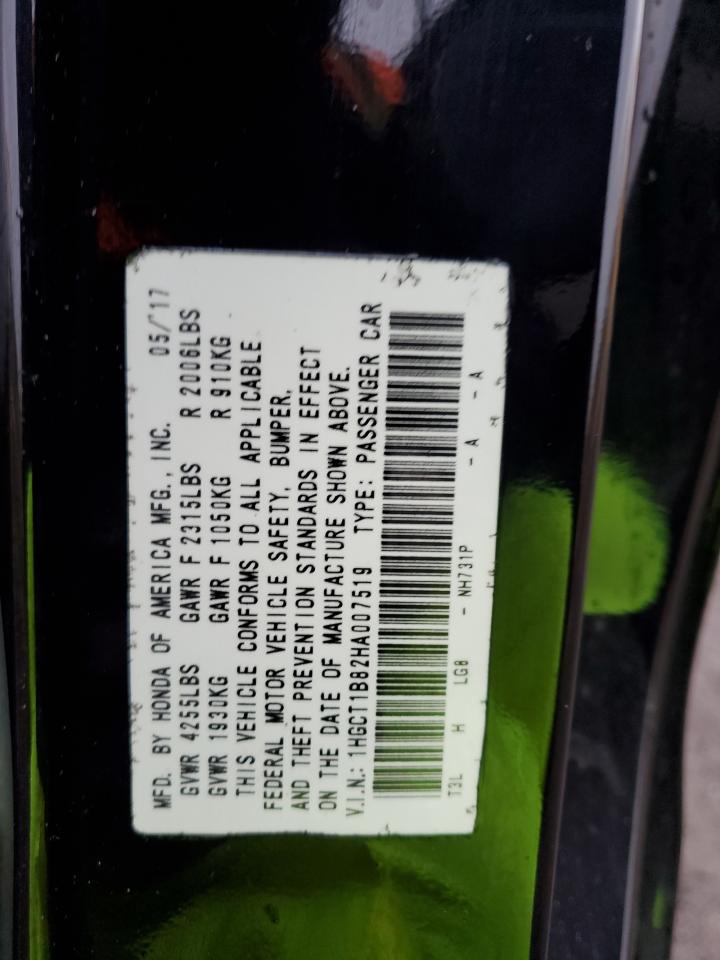 MFD. BY HONDA OF AMERICA MFG., INC. 05/'17
GVWR 4255LBS GAWR F 2315LBS R 2006LBS
GVWR 1930KG GAWR F 1050KG R 910KG
THIS VEHICLE CONFORMS TO ALL APPLICABLE
FEDERAL MOTOR VEHICLE SAFETY, BUMPER,
AND THEFT PREVENTION STANDARDS IN EFFECT
ON THE DATE OF MANUFACTURE SHOWN ABOVE.
V.I.N.: 1HGCT1B82HA007519 TYPE: PASSENGER CAR
T3L H LG8 - NH731P - A - A